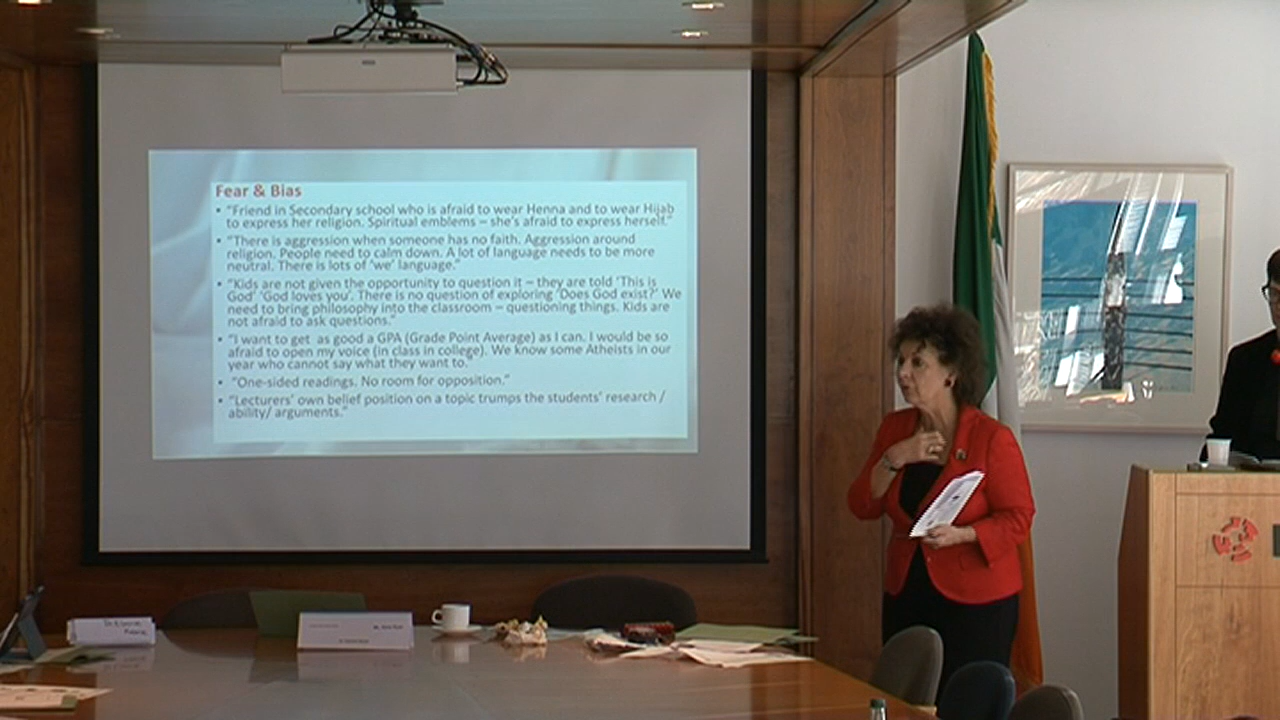 Fear & Bias
▪ "Friend in Secondary school who is afraid to wear Henna and to wear Hijab
to express her religion. Spiritual emblems – she's afraid to express herself."
▪ "There is aggression when someone has no faith. Aggression around
religion. People need to calm down. A lot of language needs to be more
neutral. There is lots of 'we' language."
▪ "Kids are not given the opportunity to question it – they are told 'This is
God' 'God loves you'. There is no question of exploring 'Does God exist?' We
need to bring philosophy into the classroom – questioning things. Kids are
not afraid to ask questions."
▪ "I want to get as good a GPA (Grade Point Average) as I can. I would be so
afraid to open my voice (in class in college). We know some Atheists in our
year who cannot say what they want to."
▪ "One-sided readings. No room for opposition."
▪ "Lecturers' own belief position on a topic trumps the students' research /
ability/ arguments."